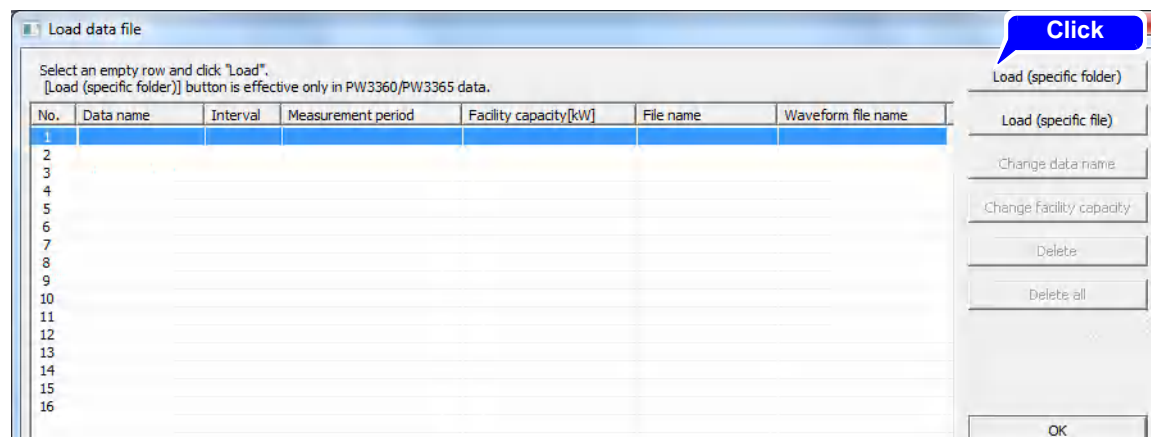 Load data file
Click
Select an empty row and click "Load".
[Load (specific folder)] button is effective only in PW3360/PW3365 data.
Load (specific folder)
No. Data name Interval Measurement period Facility capacity[kW] File name Waveform file name
Load (specific file)
1
2
Change data name
3
4
5
Change facility capacity
6
7
Delete
8
9
10
Delete all
11
12
13
14
15
16
OK